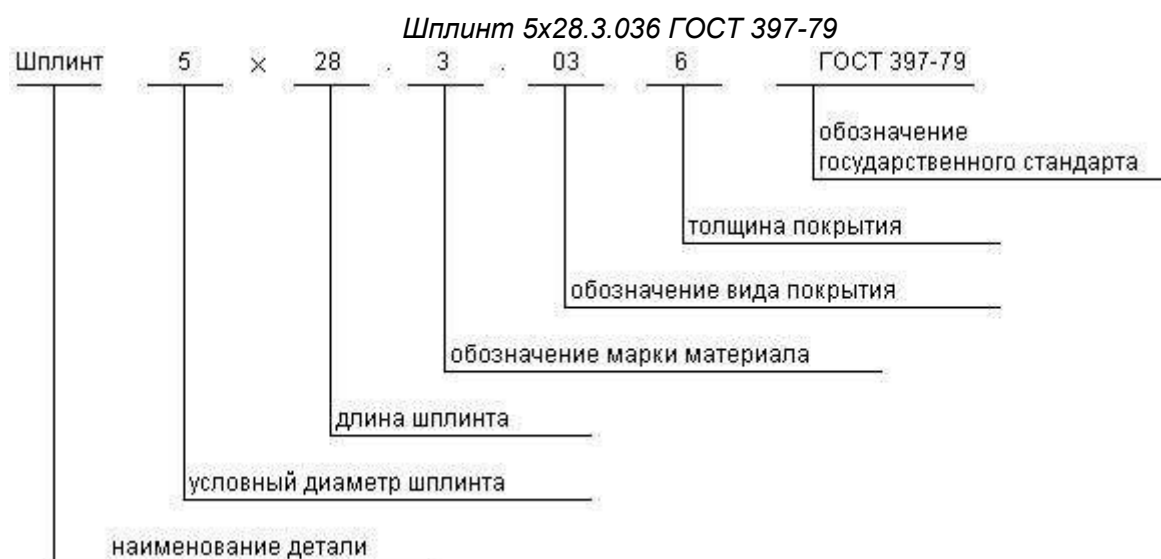 Шплинт 5х28.3.036 ГОСТ 397-79
Шплинт 5 × 28 . 3 . 03 6 ГОСТ 397-79
обозначение
государственного стандарта
толщина покрытия
обозначение вида покрытия
обозначение марки материала
длина шплинта
условный диаметр шплинта
наименование детали